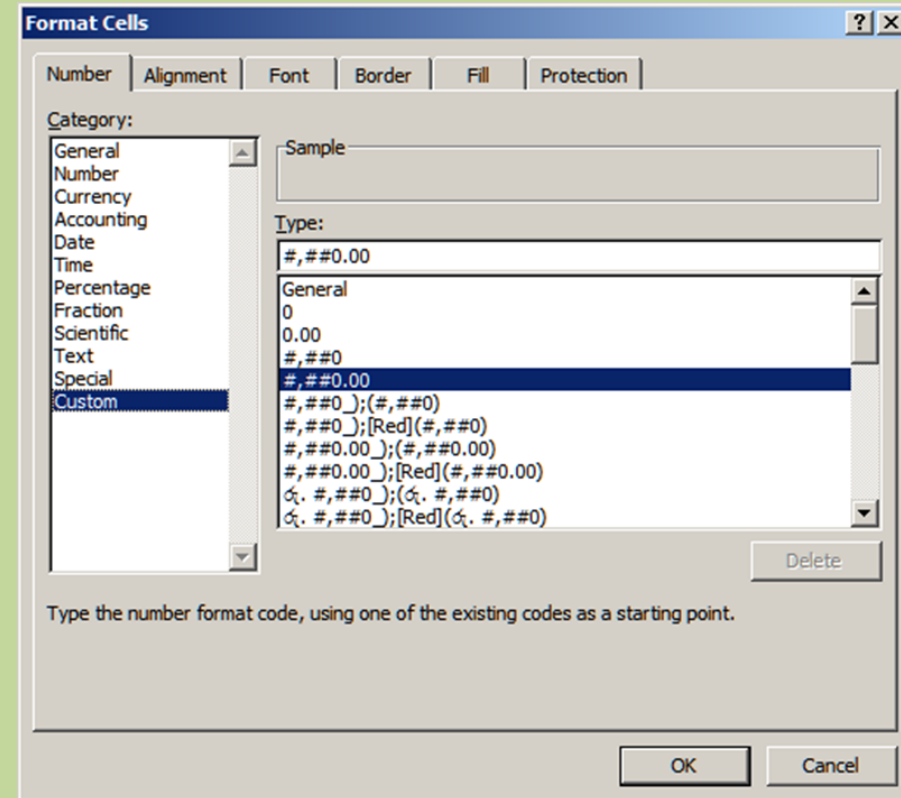 Format Cells
Number Alignment Font Border Fill Protection
Category:
General
Number
Currency
Accounting
Date
Time
Percentage
Fraction
Scientific
Text
Special
Custom
Sample
Type:
#,##0.00
General
0
0.00
#,##0
#,##0.00
#,##0_);(#,##0)
#,##0_);[Red](#,##0)
#,##0.00_);(#,##0.00)
#,##0.00_);[Red](#,##0.00)
රු. #,##0_);(රු. #,##0)
රු. #,##0_);[Red](රු. #,##0)
Delete
Type the number format code, using one of the existing codes as a starting point.
OK Cancel